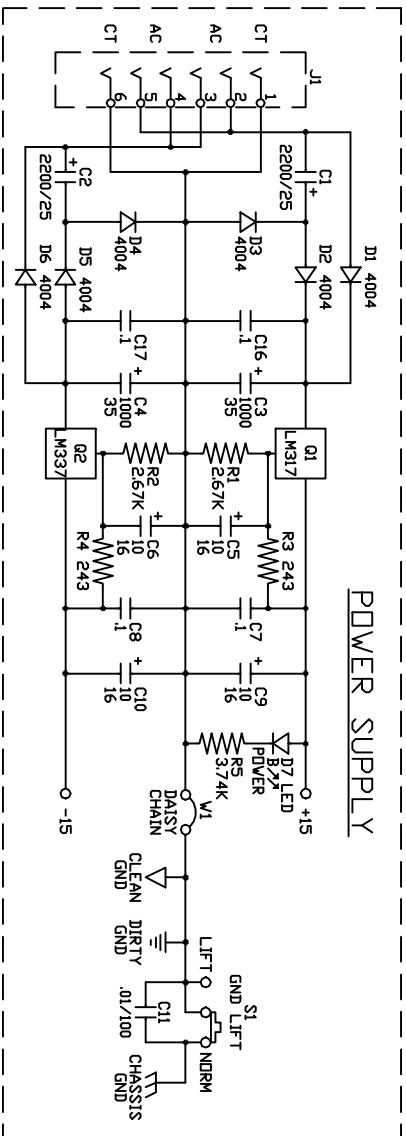 POWER SUPPLY
J1
CT
AC
AC
CT
1
2
3
4
5
6
C1
2200/25
+
C2
2200/25
+
D1 4004
D2
4004
D3
4004
D4
4004
D5
4004
D6 4004
C16
.1
C17
.1
C3
1000
35
+
C4
1000
35
+
Q1
LM317
Q2
LM337
R1
2.67K
R2
2.67K
R3 243
R4 243
C5
10
16
+
C6
10
16
+
C7
.1
C8
.1
C9
10
16
+
C10
10
16
+
D7 LED
B
POWER
R5
3.74K
+15
-15
W1
DAISY
CHAIN
CLEAN
GND
DIRTY
GND
LIFT
S1
GND LIFT
NORM
C11
.01/100
CHASSIS
GND